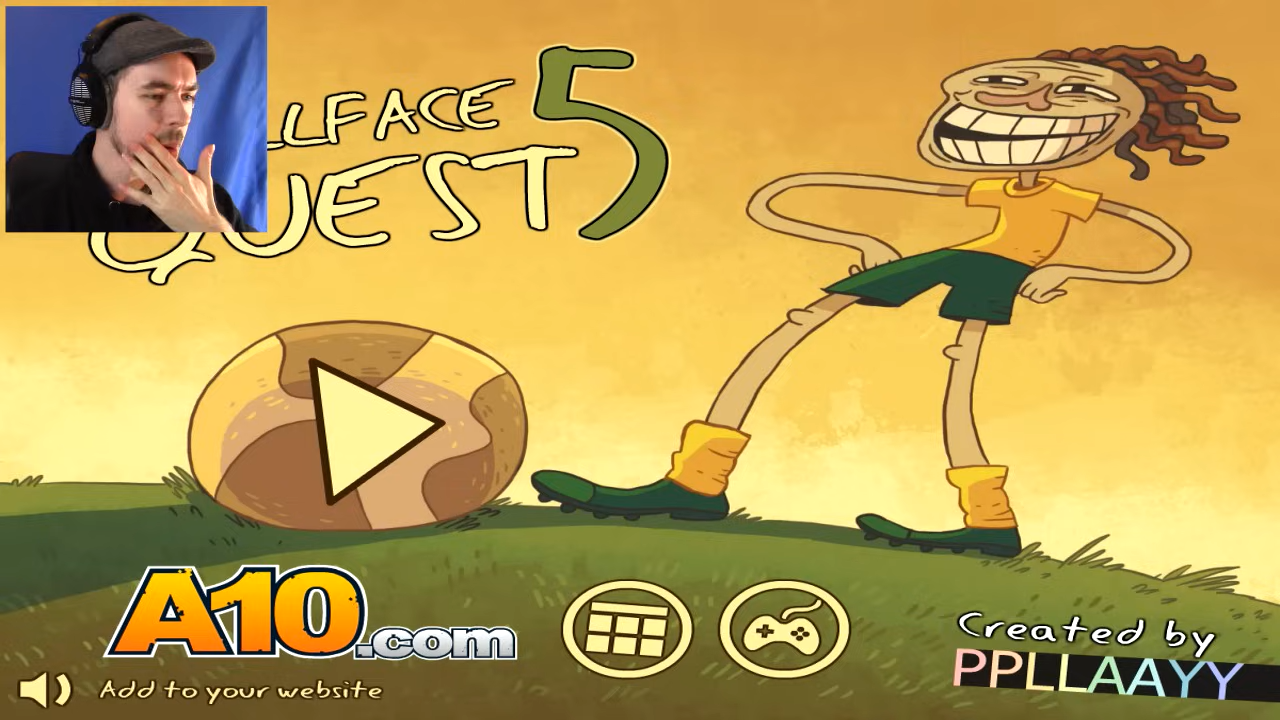 LLFACE
QUEST 5
A10.com
Add to your website
Created by
PPLLAAYY